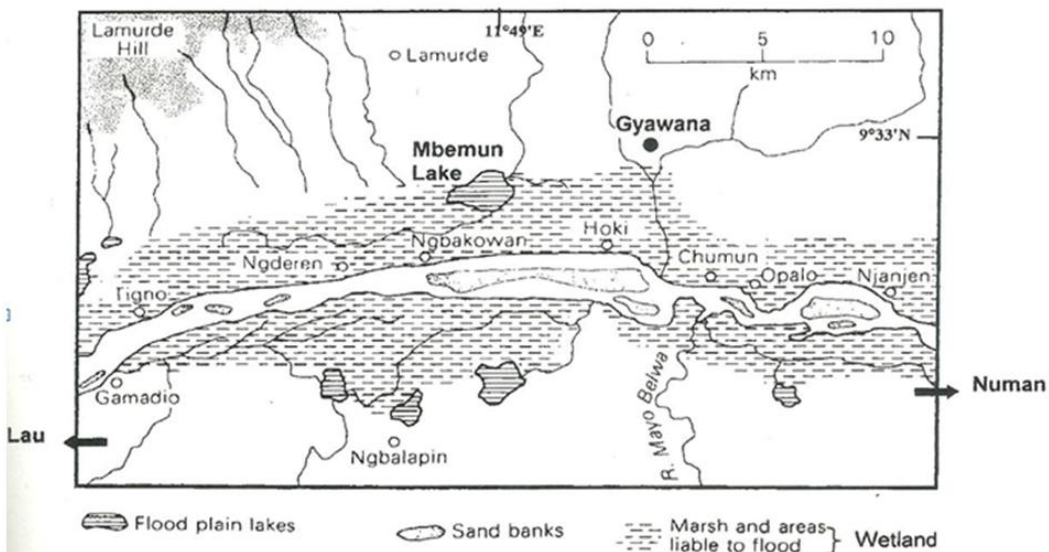 Lamurde
Hill
Lamurde
11°49'E
0 5 10
km
Gyawana
9°33'N
Mbemun
Lake
Hoki
Ngbakowan
Ngderen
Chumun
Opalo
Njanjen
Tigno
Gamadio
Numan
Lau
Ngbalapin
R. Mayo Belwa
Flood plain lakes
Sand banks
Marsh and areas
liable to flood
Wetland